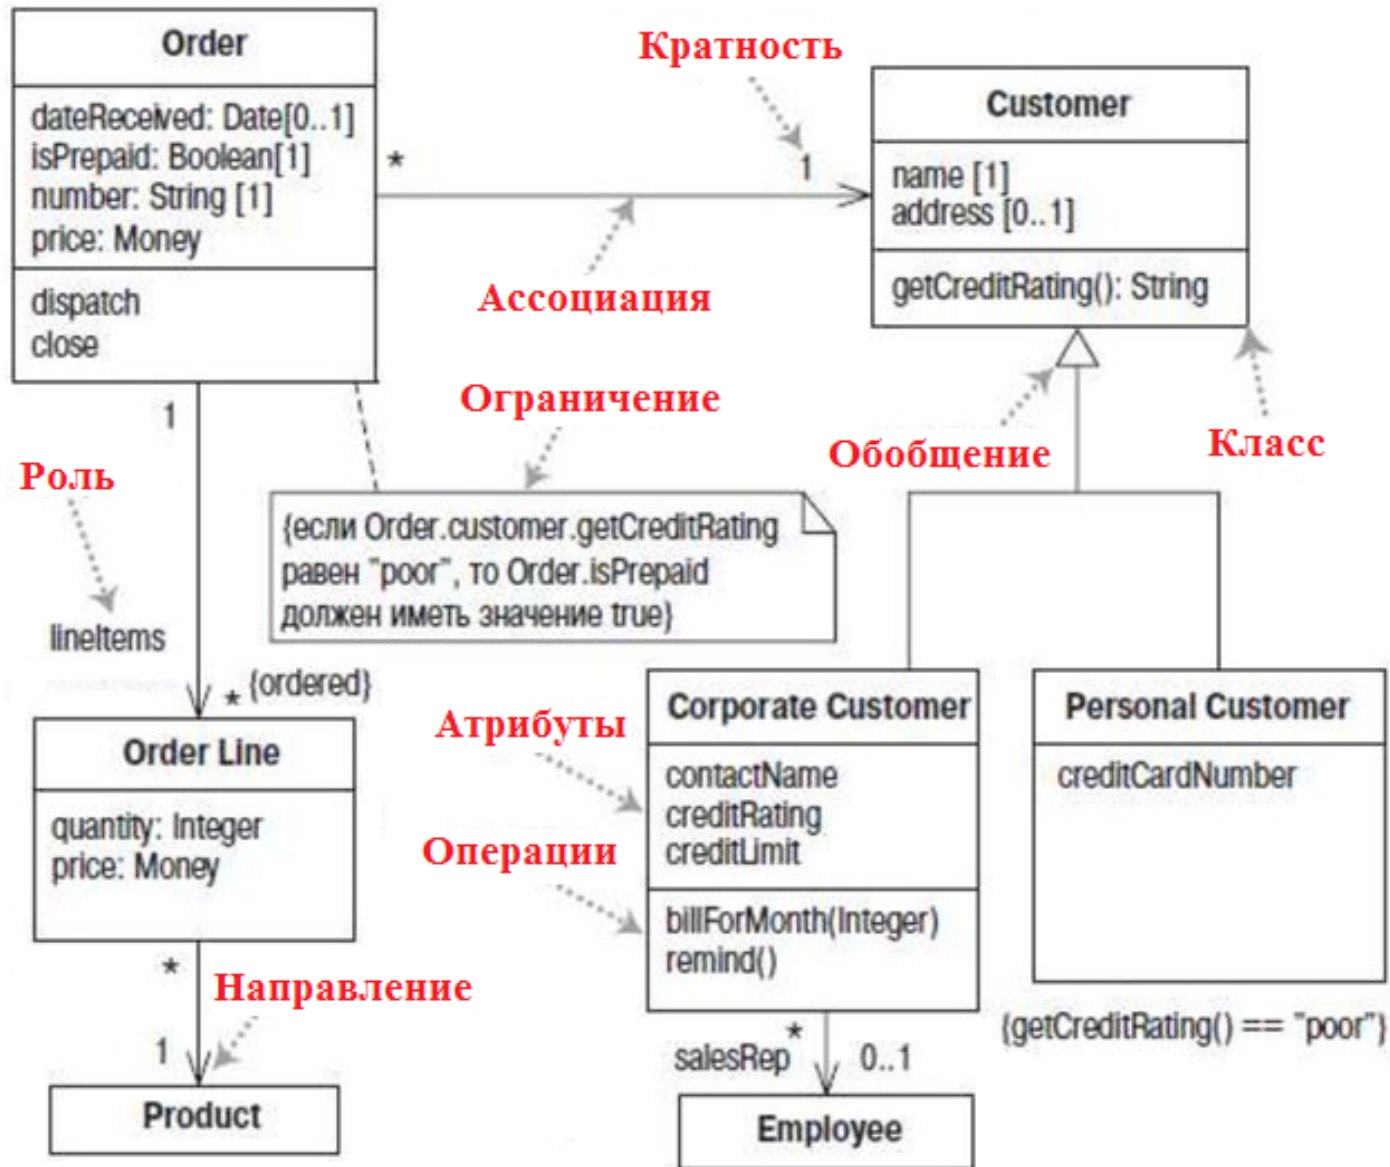 Order
dateReceived: Date[0..1]
isPrepaid: Boolean[1]
number: String [1]
price: Money
dispatch
close
*
1
Кратность
Ассоциация
Customer
name [1]
address [0..1]
getCreditRating(): String
Ограничение
Обобщение
Класс
1
Роль
lineItems
* {ordered}
{если Order.customer.getCreditRating
равен "poor", то Order.isPrepaid
должен иметь значение true}
Order Line
quantity: Integer
price: Money
*
Направление
1
Product
Атрибуты
Операции
Corporate Customer
contactName
creditRating
creditLimit
billForMonth(Integer)
remind()
*
salesRep
0..1
Employee
Personal Customer
creditCardNumber
{getCreditRating() == "poor"}